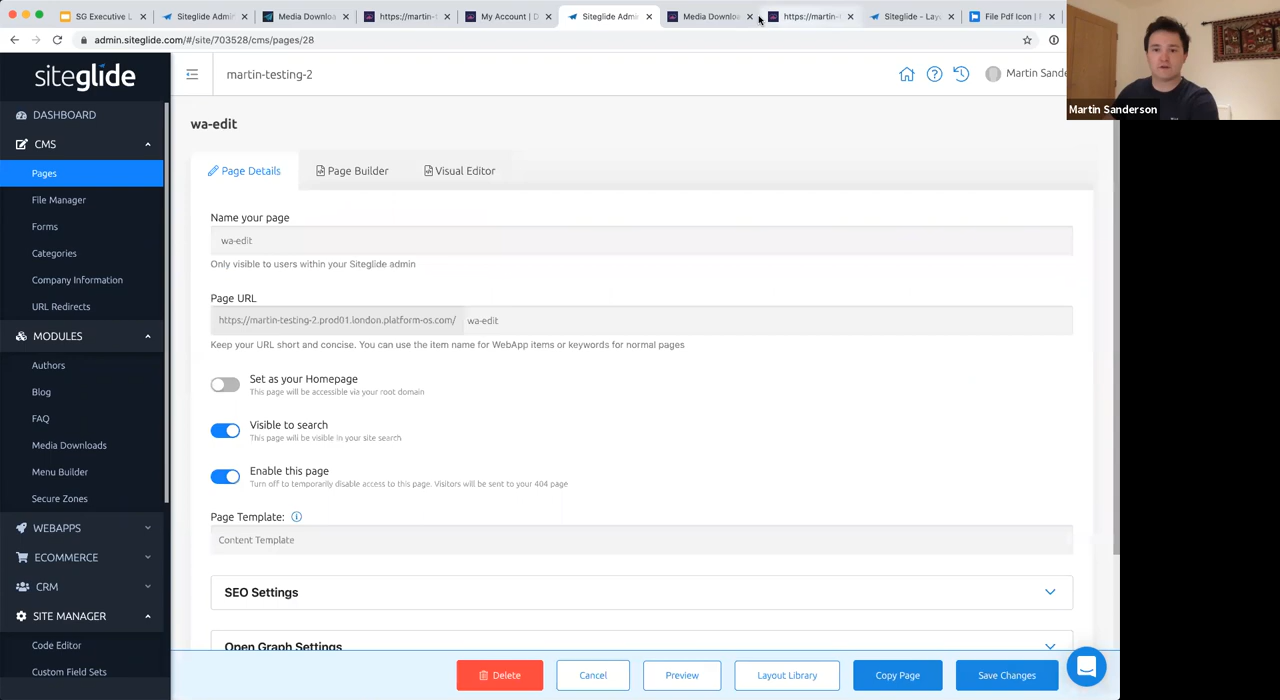 SG Executive L
Siteglide Admin
Media Downloa
https://martin-t
My Account | D
Siteglide Admin
Media Downloa
https://martin-
Siteglide - Layo
File Pdf Icon | F
admin.siteglide.com/#/site/703528/cms/pages/28
siteglide
martin-testing-2
Martin Sande
Martin Sanderson
DASHBOARD
CMS
Pages
File Manager
Forms
Categories
Company Information
URL Redirects
MODULES
Authors
Blog
FAQ
Media Downloads
Menu Builder
Secure Zones
WEBAPPS
ECOMMERCE
CRM
SITE MANAGER
Code Editor
Custom Field Sets
wa-edit
Page Details
Page Builder
Visual Editor
Name your page
wa-edit
Only visible to users within your Siteglide admin
Page URL
https://martin-testing-2.prod01.london.platform-os.com/ wa-edit
Keep your URL short and concise. You can use the item name for WebApp items or keywords for normal pages
Set as your Homepage
This page will be accessible via your root domain
Visible to search
This page will be visible in your site search
Enable this page
Turn off to temporarily disable access to this page. Visitors will be sent to your 404 page
Page Template:
Content Template
SEO Settings
Open Graph Settings
Delete
Cancel
Preview
Layout Library
Copy Page
Save Changes